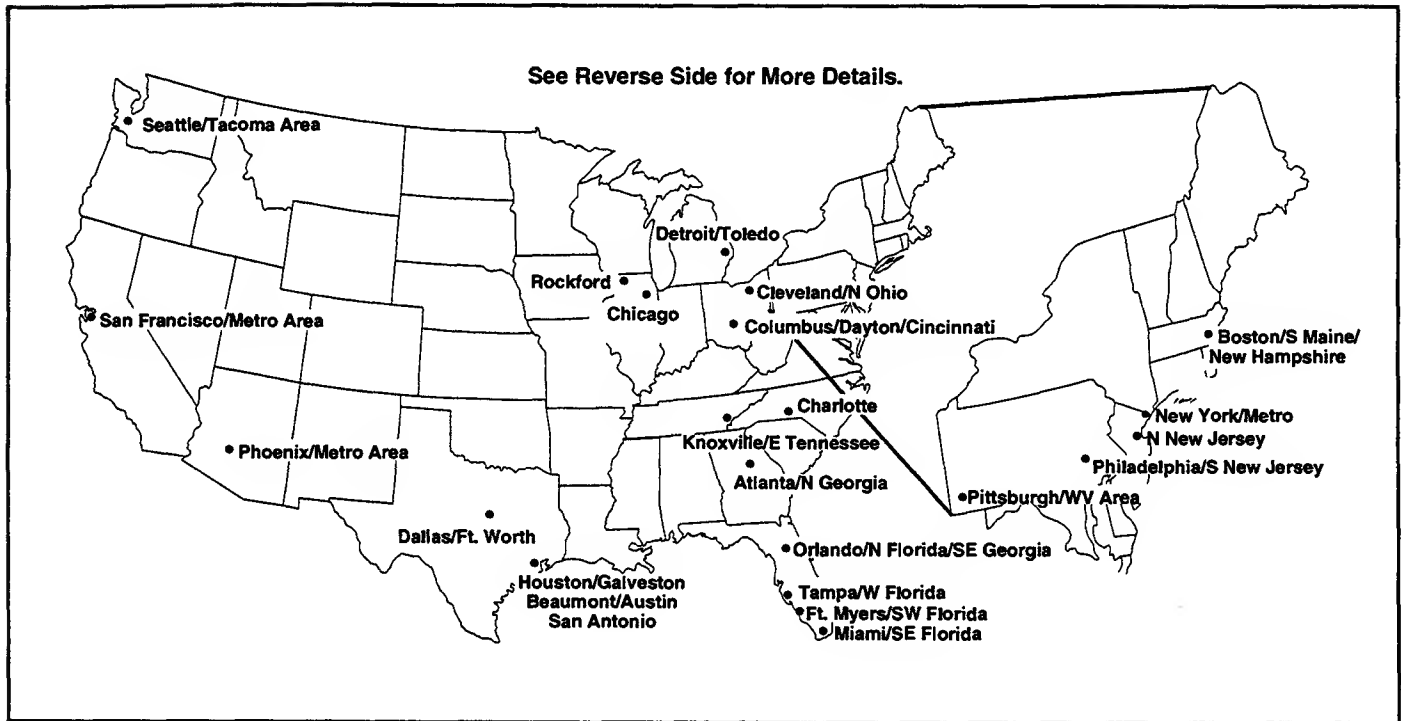 See Reverse Side for More Details.
Seattle/Tacoma Area
Detroit/Toledo
Rockford
Chicago
Cleveland/N Ohio
San Francisco/Metro Area
Columbus/Dayton/Cincinnati
Boston/S Maine/
New Hampshire
Charlotte
New York/Metro
Knoxville/E Tennessee
N New Jersey
Phoenix/Metro Area
Philadelphia/S New Jersey
Atlanta/N Georgia
Pittsburgh/WV Area
Dallas/Ft. Worth
Orlando/N Florida/SE Georgia
Houston/Galveston
Beaumont/Austin
San Antonio
Tampa/W Florida
Ft. Myers/SW Florida
Miami/SE Florida